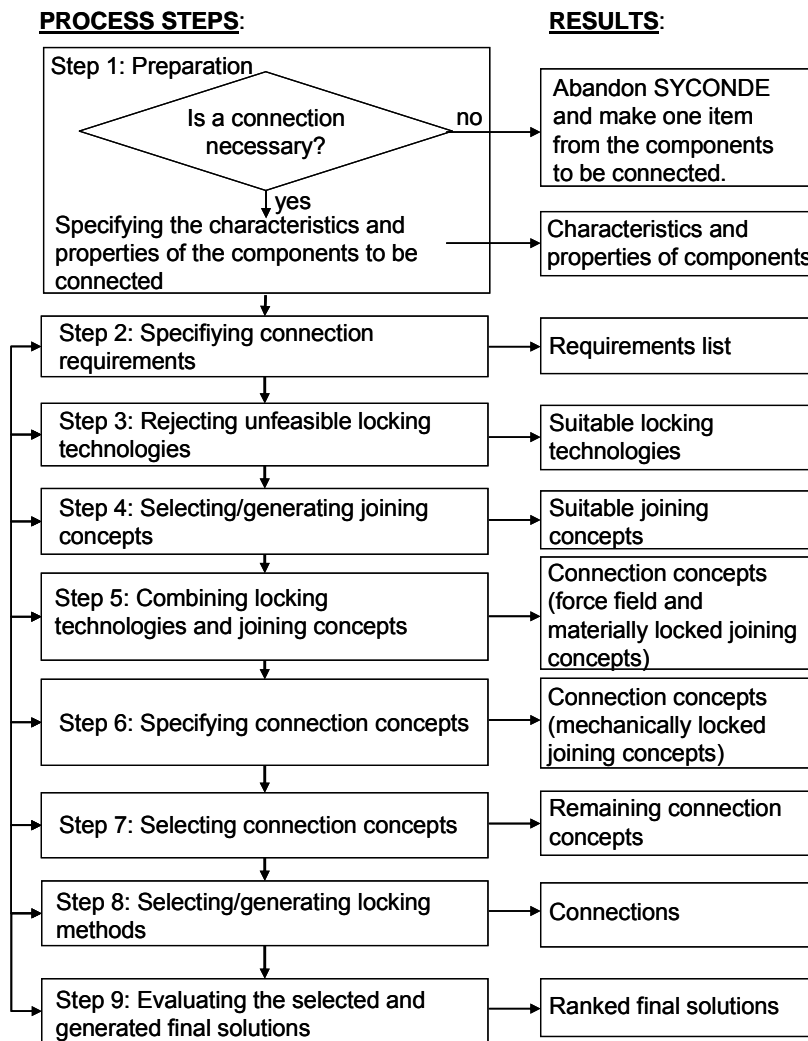 PROCESS STEPS:
RESULTS:
Step 1: Preparation
Is a connection
necessary?
no
Abandon SYCONDE
and make one item
from the components
to be connected.
yes
Specifying the characteristics and
properties of the components to be
connected
Characteristics and
properties of components
Step 2: Specifiying connection
requirements
Requirements list
Step 3: Rejecting unfeasible locking
technologies
Suitable locking
technologies
Step 4: Selecting/generating joining
concepts
Suitable joining
concepts
Step 5: Combining locking
technologies and joining concepts
Connection concepts
(force field and
materially locked joining
concepts)
Step 6: Specifying connection concepts
Connection concepts
(mechanically locked
joining concepts)
Step 7: Selecting connection concepts
Remaining connection
concepts
Step 8: Selecting/generating locking
methods
Connections
Step 9: Evaluating the selected and
generated final solutions
Ranked final solutions